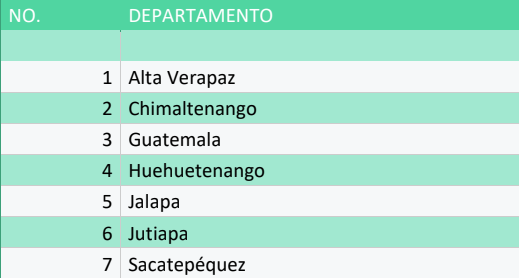 NO. DEPARTAMENTO
1 Alta Verapaz
2 Chimaltenango
3 Guatemala
4 Huehuetenango
5 Jalapa
6 Jutiapa
7 Sacatepéquez